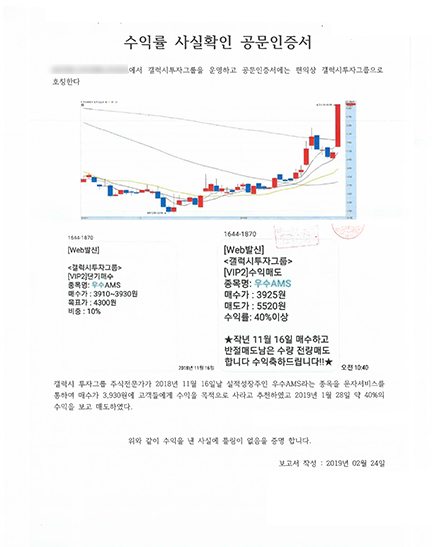 수익률 사실확인 공문인증서
에서 갤럭시투자그룹을 운영하고 공문인증서에는 편의상 갤럭시투자그룹으로
호칭한다
1644-1870
[Web발신]
<갤럭시투자그룹>
[VIP2]단기매수
종목명: 우수AMS
매수가 : 3910~3930원
목표가 : 4300원
비중 : 10%
2018년 11월 16일
1644-1870
[Web발신]
<갤럭시투자그룹>
[VIP2]수익매도
종목명: 우수AMS
매수가 : 3925원
매도가 : 5520원
수익률: 40%이상
★작년 11월 16일 매수하고
반절매도남은 수량 전량매도
합니다 수익축하드립니다!!★
오전 10:40
갤럭시 투자그룹 주식전문가가 2018년 11월 16일날 실적성장주인 우수AMS라는 종목을 문자서비스를
통하여 매수가 3,930원에 고객들에게 수익을 목적으로 사라고 추천하였고 2019년 1월 28일 약 40%의
수익을 보고 매도하였다.
위와 같이 수익을 낸 사실에 틀림이 없음을 증명 합니다.
보고서 작성 : 2019년 02월 24일